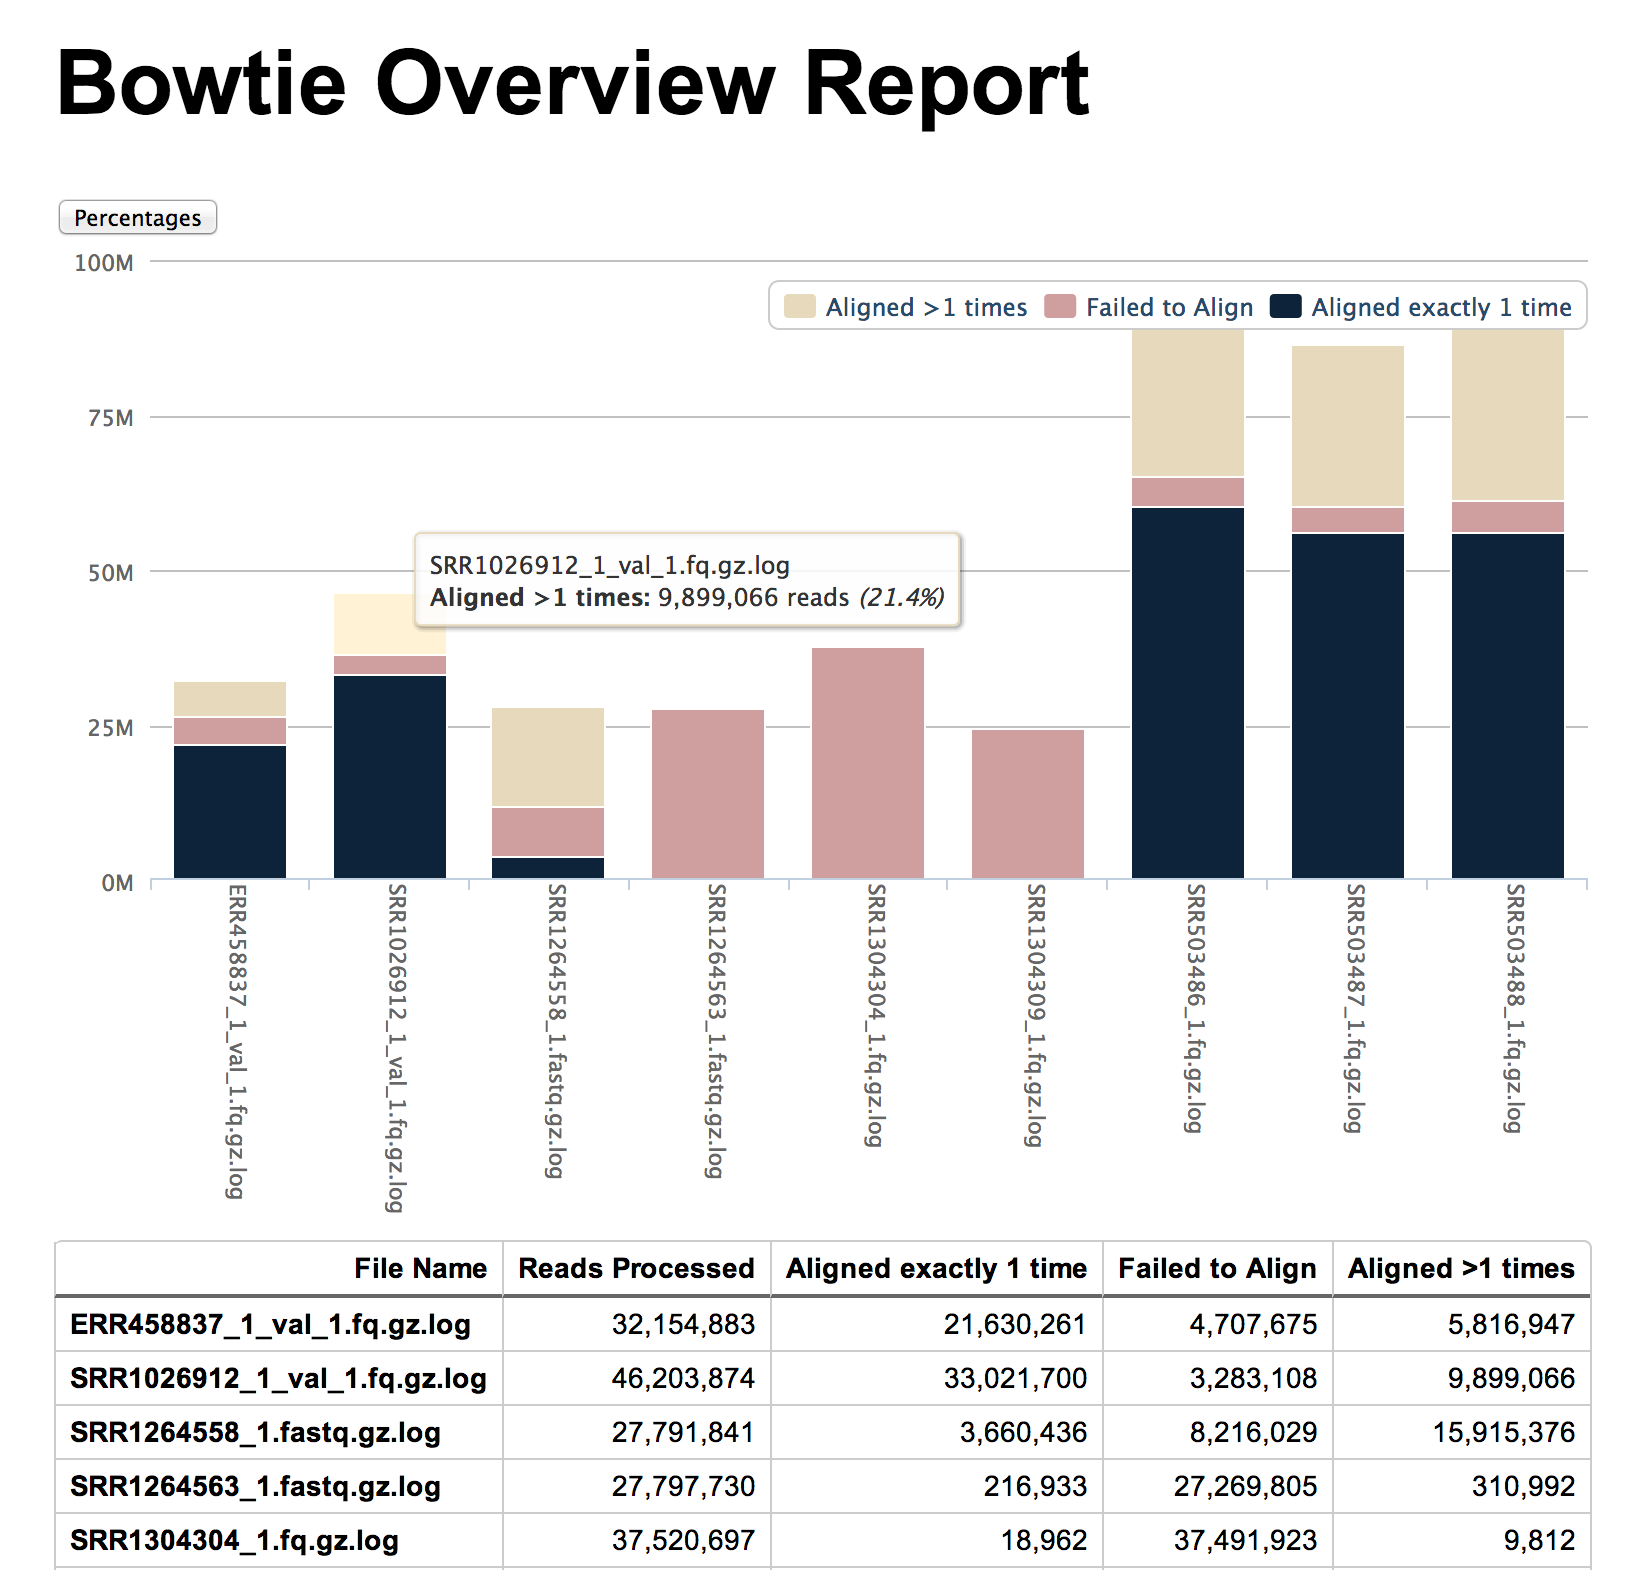 Bowtie Overview Report
Percentages
100M
Aligned >1 times Failed to Align Aligned exactly 1 time
75M
50M
SRR1026912_1_val_1.fq.gz.log
Aligned >1 times: 9,899,066 reads (21.4%)
25M
0M
ERR458837_1_val_1.fq.gz.log
SRR1026912_1_val_1.fq.gz.log
SRR1264558_1.fastq.gz.log
SRR1264563_1.fastq.gz.log
SRR1304304_1.fq.gz.log
SRR1304309_1.fq.gz.log
SRR503486_1.fq.gz.log
SRR503487_1.fq.gz.log
SRR503488_1.fq.gz.log
File Name Reads Processed Aligned exactly 1 time Failed to Align Aligned >1 times
ERR458837_1_val_1.fq.gz.log 32,154,883 21,630,261 4,707,675 5,816,947
SRR1026912_1_val_1.fq.gz.log 46,203,874 33,021,700 3,283,108 9,899,066
SRR1264558_1.fastq.gz.log 27,791,841 3,660,436 8,216,029 15,915,376
SRR1264563_1.fastq.gz.log 27,797,730 216,933 27,269,805 310,992
SRR1304304_1.fq.gz.log 37,520,697 18,962 37,491,923 9,812